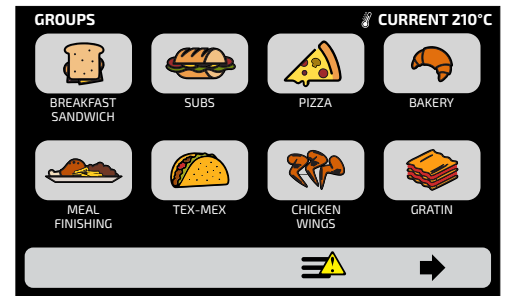 GROUPS
CURRENT 210°C
BREAKFAST
SANDWICH
SUBS
PIZZA
BAKERY
MEAL
FINISHING
TEX-MEX
CHICKEN
WINGS
GRATIN